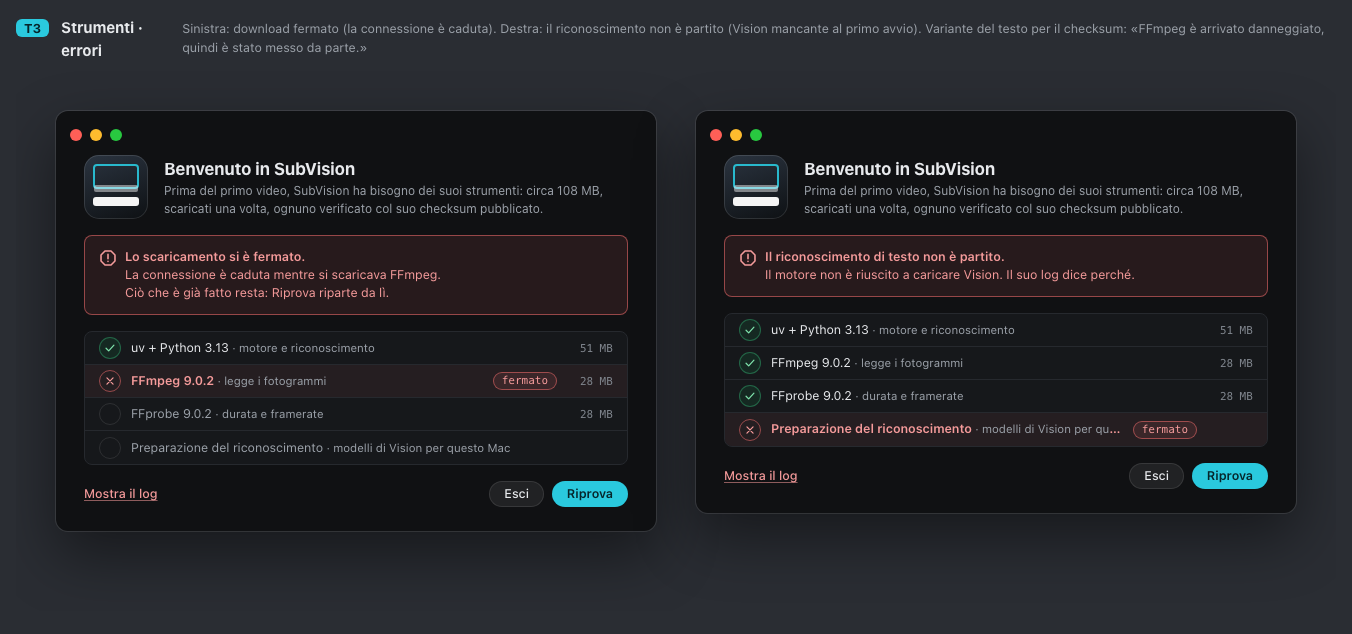 T3
Strumenti ·
errori
Sinistra: download fermato (la connessione è caduta). Destra: il riconoscimento non è partito (Vision mancante al primo avvio). Variante del testo per il checksum: «FFmpeg è arrivato danneggiato,
quindi è stato messo da parte.»
Benvenuto in SubVision
Prima del primo video, SubVision ha bisogno dei suoi strumenti: circa 108 MB,
scaricati una volta, ognuno verificato col suo checksum pubblicato.
Lo scaricamento si è fermato.
La connessione è caduta mentre si scaricava FFmpeg.
Ciò che è già fatto resta: Riprova riparte da lì.
uv + Python 3.13 · motore e riconoscimento 51 MB
FFmpeg 9.0.2 · legge i fotogrammi fermato 28 MB
FFprobe 9.0.2 · durata e framerate 28 MB
Preparazione del riconoscimento · modelli di Vision per questo Mac
Mostra il log Esci Riprova
Benvenuto in SubVision
Prima del primo video, SubVision ha bisogno dei suoi strumenti: circa 108 MB,
scaricati una volta, ognuno verificato col suo checksum pubblicato.
Il riconoscimento di testo non è partito.
Il motore non è riuscito a caricare Vision. Il suo log dice perché.
uv + Python 3.13 · motore e riconoscimento 51 MB
FFmpeg 9.0.2 · legge i fotogrammi 28 MB
FFprobe 9.0.2 · durata e framerate 28 MB
Preparazione del riconoscimento · modelli di Vision per qu... fermato
Mostra il log Esci Riprova